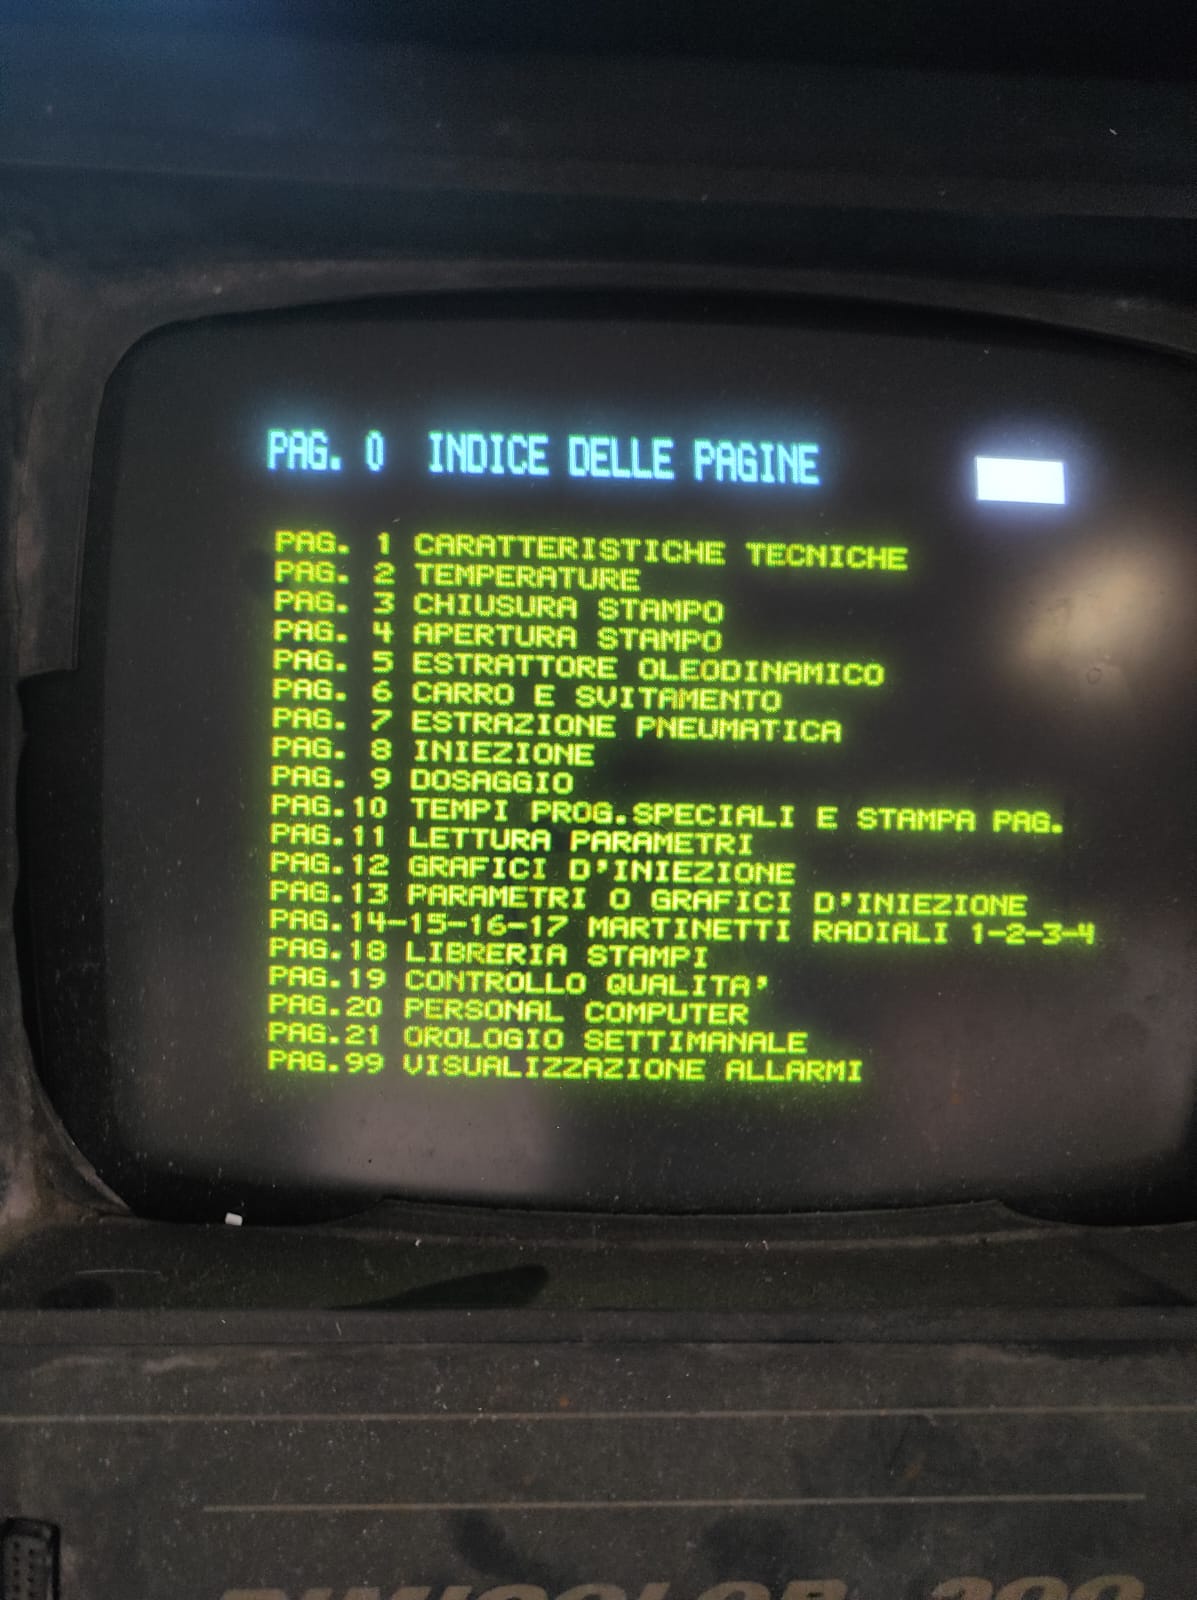 PAG. 0 INDICE DELLE PAGINE
PAG. 1 CARATTERISTICHE TECNICHE
PAG. 2 TEMPERATURE
PAG. 3 CHIUSURA STAMPO
PAG. 4 APERTURA STAMPO
PAG. 5 ESTRATTORE OLEODINAMICO
PAG. 6 CARRO E SVITAMENTO
PAG. 7 ESTRAZIONE PNEUMATICA
PAG. 8 INIEZIONE
PAG. 9 DOSAGGIO
PAG.10 TEMPI PROG.SPECIALI E STAMPA PAG.
PAG.11 LETTURA PARAMETRI
PAG.12 GRAFICI D'INIEZIONE
PAG.13 PARAMETRI O GRAFICI D'INIEZIONE
PAG.14-15-16-17 MARTINETTI RADIALI 1-2-3-4
PAG.18 LIBRERIA STAMPI
PAG.19 CONTROLLO QUALITA'
PAG.20 PERSONAL COMPUTER
PAG.21 OROLOGIO SETTIMANALE
PAG.99 VISUALIZZAZIONE ALLARMI